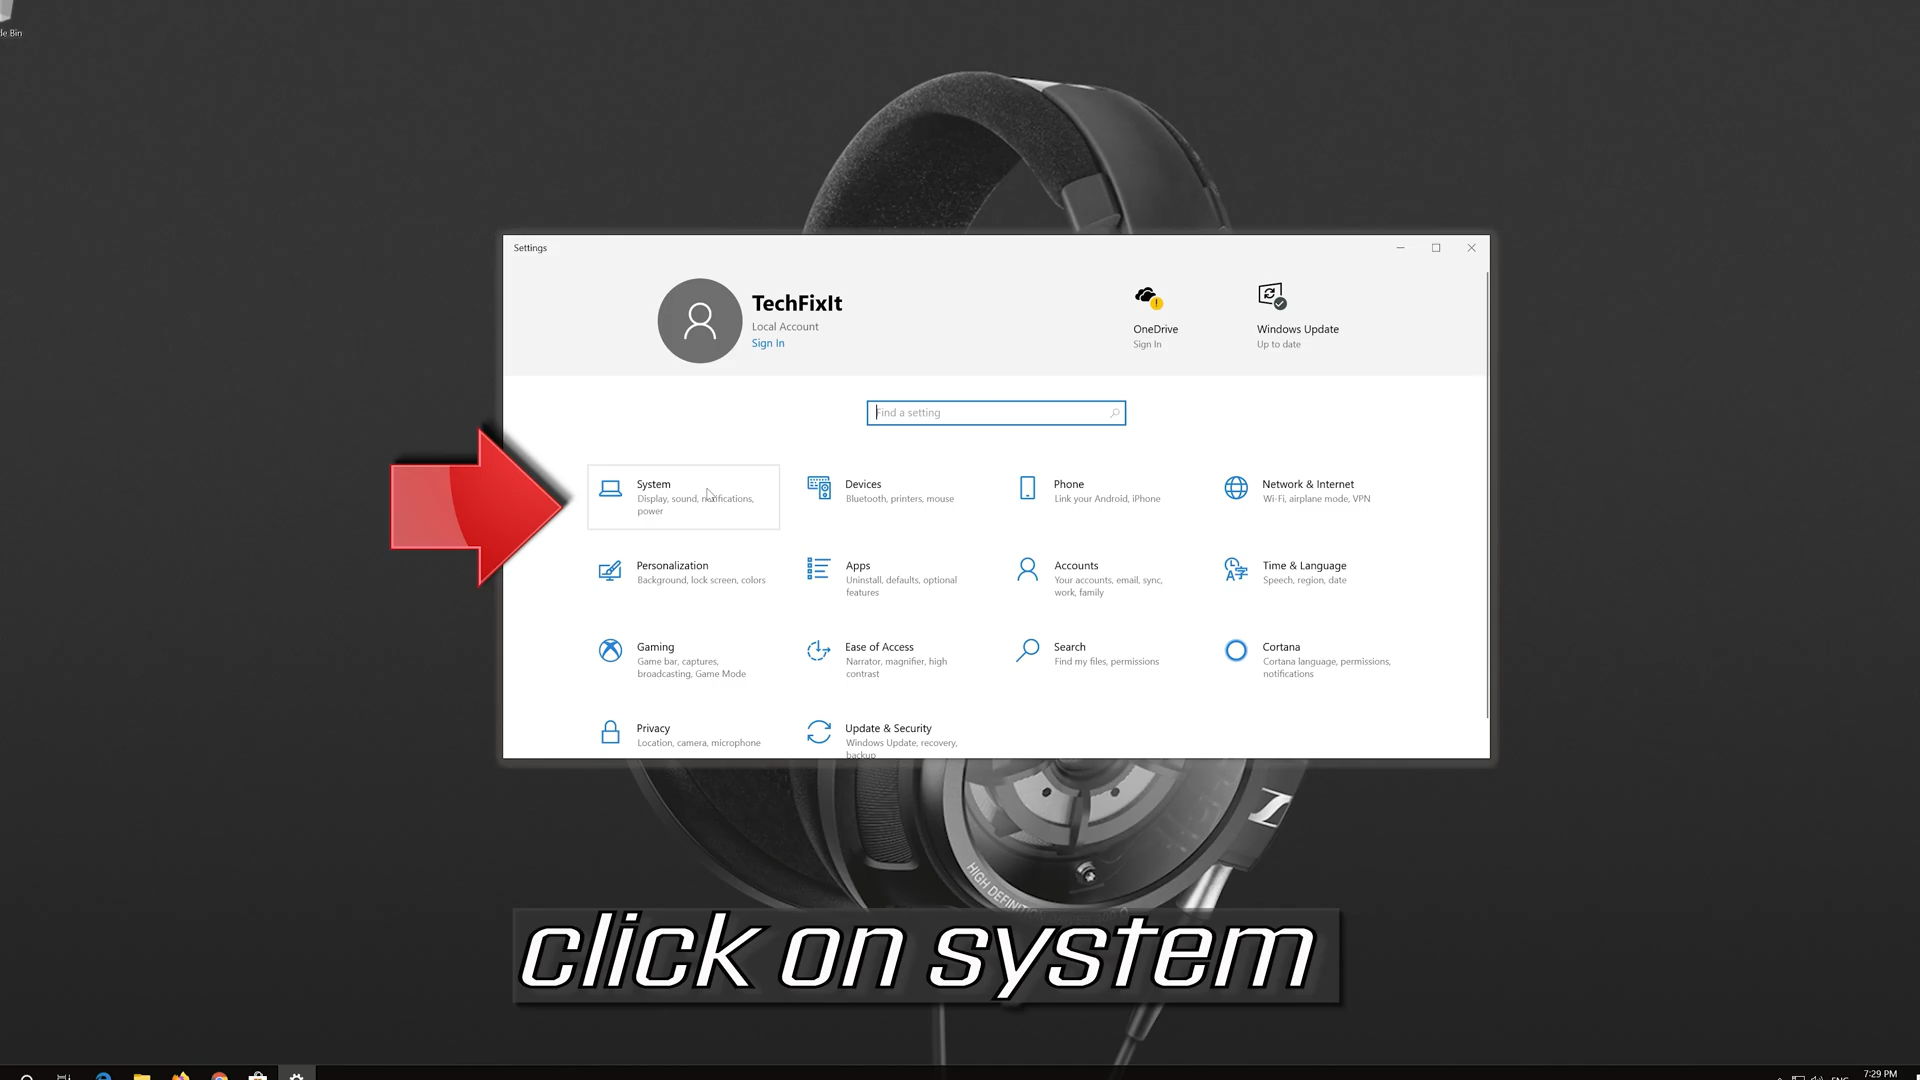 de Bin
Settings
TechFixIt
Local Account
Sign In
OneDrive
Sign In
Windows Update
Up to date
Find a setting
System
Display, sound, notifications,
power
Devices
Bluetooth, printers, mouse
Phone
Link your Android, iPhone
Network & Internet
Wi-Fi, airplane mode, VPN
Personalization
Background, lock screen, colors
Apps
Uninstall, defaults, optional
features
Accounts
Your accounts, email, sync,
work, family
Time & Language
Speech, region, date
Gaming
Game bar, captures,
broadcasting, Game Mode
Ease of Access
Narrator, magnifier, high
contrast
Search
Find my files, permissions
Cortana
Cortana language, permissions,
notifications
Privacy
Location, camera, microphone
Update & Security
Windows Update, recovery,
backup
HIGH DEFINITION
click on system
ENG
7:29 PM